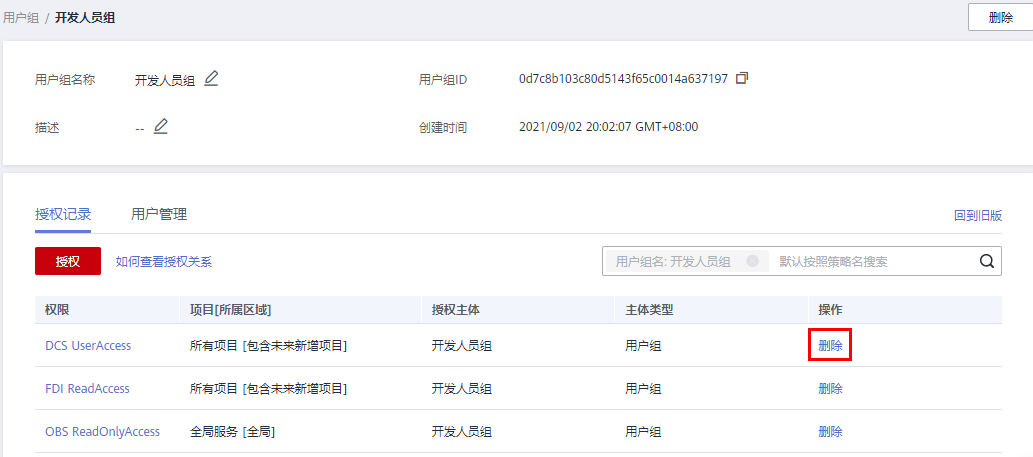 用户组 / 开发人员组 删除
用户组名称 开发人员组 用户组ID 0d7c8b103c80d5143f65c0014a637197
描述 -- 创建时间 2021/09/02 20:02:07 GMT+08:00
授权记录 用户管理 回到旧版
授权 如何查看授权关系 用户组名: 开发人员组 默认按照策略名搜索
权限 项目[所属区域] 授权主体 主体类型 操作
DCS UserAccess 所有项目 [包含未来新增项目] 开发人员组 用户组 删除
FDI ReadAccess 所有项目 [包含未来新增项目] 开发人员组 用户组 删除
OBS ReadOnlyAccess 全局服务 [全局] 开发人员组 用户组 删除